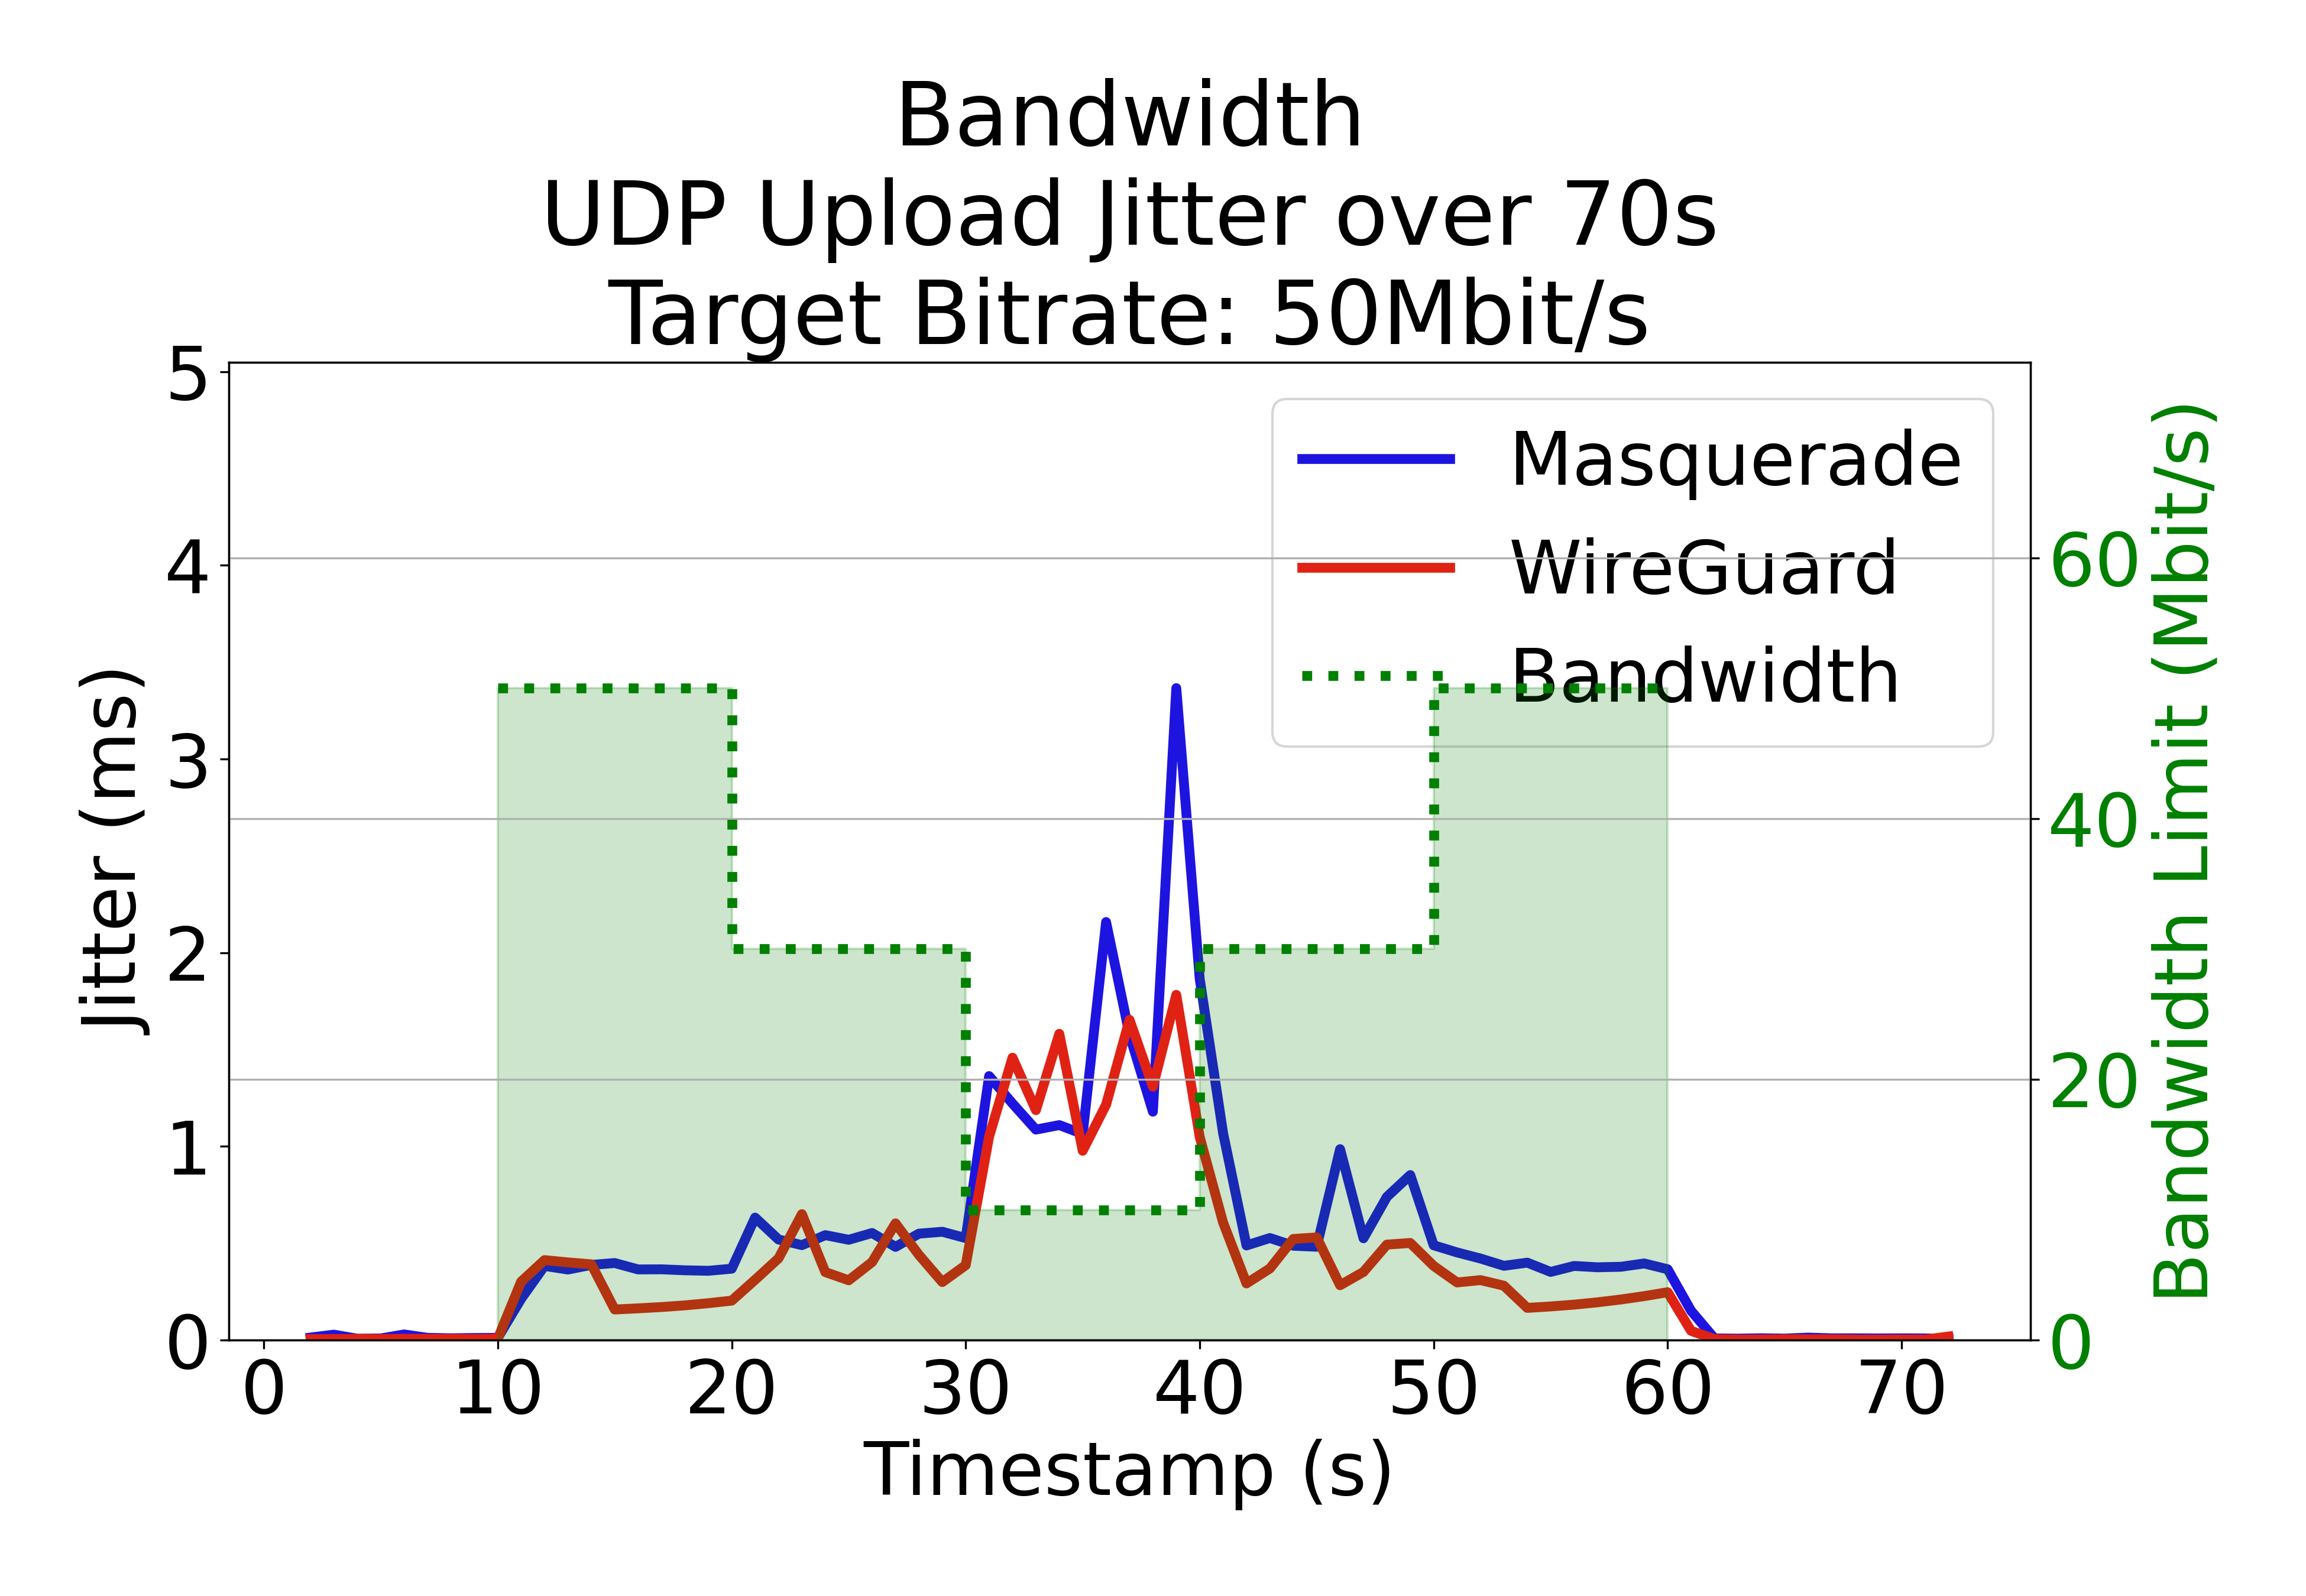 Bandwidth
UDP Upload Jitter over 70s
Target Bitrate: 50Mbit/s
5
4
3
2
1
0
Jitter (ms)
Masquerade
WireGuard
Bandwidth
60
40
20
0
Bandwidth Limit (Mbit/s)
0 10 20 30 40 50 60 70
Timestamp (s)